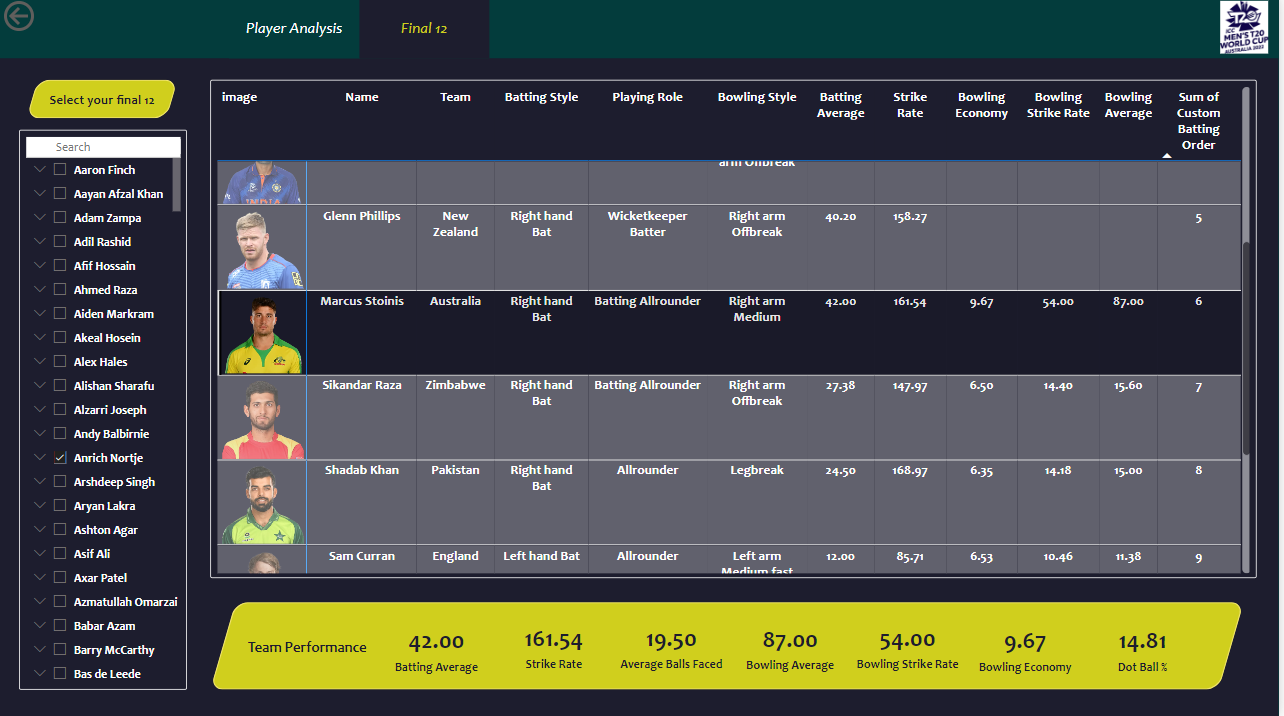 Player Analysis
Final 12
ICC
MEN'S T20
WORLD CUP
AUSTRALIA 2022
Select your final 12
Search
Aaron Finch
Aayan Afzal Khan
Adam Zampa
Adil Rashid
Afif Hossain
Ahmed Raza
Aiden Markram
Akeal Hosein
Alex Hales
Alishan Sharafu
Alzarri Joseph
Andy Balbirnie
Anrich Nortje
Arshdeep Singh
Aryan Lakra
Ashton Agar
Asif Ali
Axar Patel
Azmatullah Omarzai
Babar Azam
Barry McCarthy
Bas de Leede
image Name Team Batting Style Playing Role Bowling Style Batting Strike Bowling Bowling Bowling Sum of
Average Rate Economy Strike Rate Average Custom
Batting
Order
arm Offbreak
INDIA
Glenn Phillips New Right hand Wicketkeeper Right arm 40.20 158.27 5
Zealand Bat Batter Offbreak
Marcus Stoinis Australia Right hand Batting Allrounder Right arm 42.00 161.54 9.67 54.00 87.00 6
Bat Medium
Sikandar Raza Zimbabwe Right hand Batting Allrounder Right arm 27.38 147.97 6.50 14.40 15.60 7
Bat Offbreak
Shadab Khan Pakistan Right hand Allrounder Legbreak 24.50 168.97 6.35 14.18 15.00 8
Bat
Sam Curran England Left hand Bat Allrounder Left arm 12.00 85.71 6.53 10.46 11.38 9
Medium fast
Team Performance 42.00 161.54 19.50 87.00 54.00 9.67 14.81
Batting Average Strike Rate Average Balls Faced Bowling Average Bowling Strike Rate Bowling Economy Dot Ball %